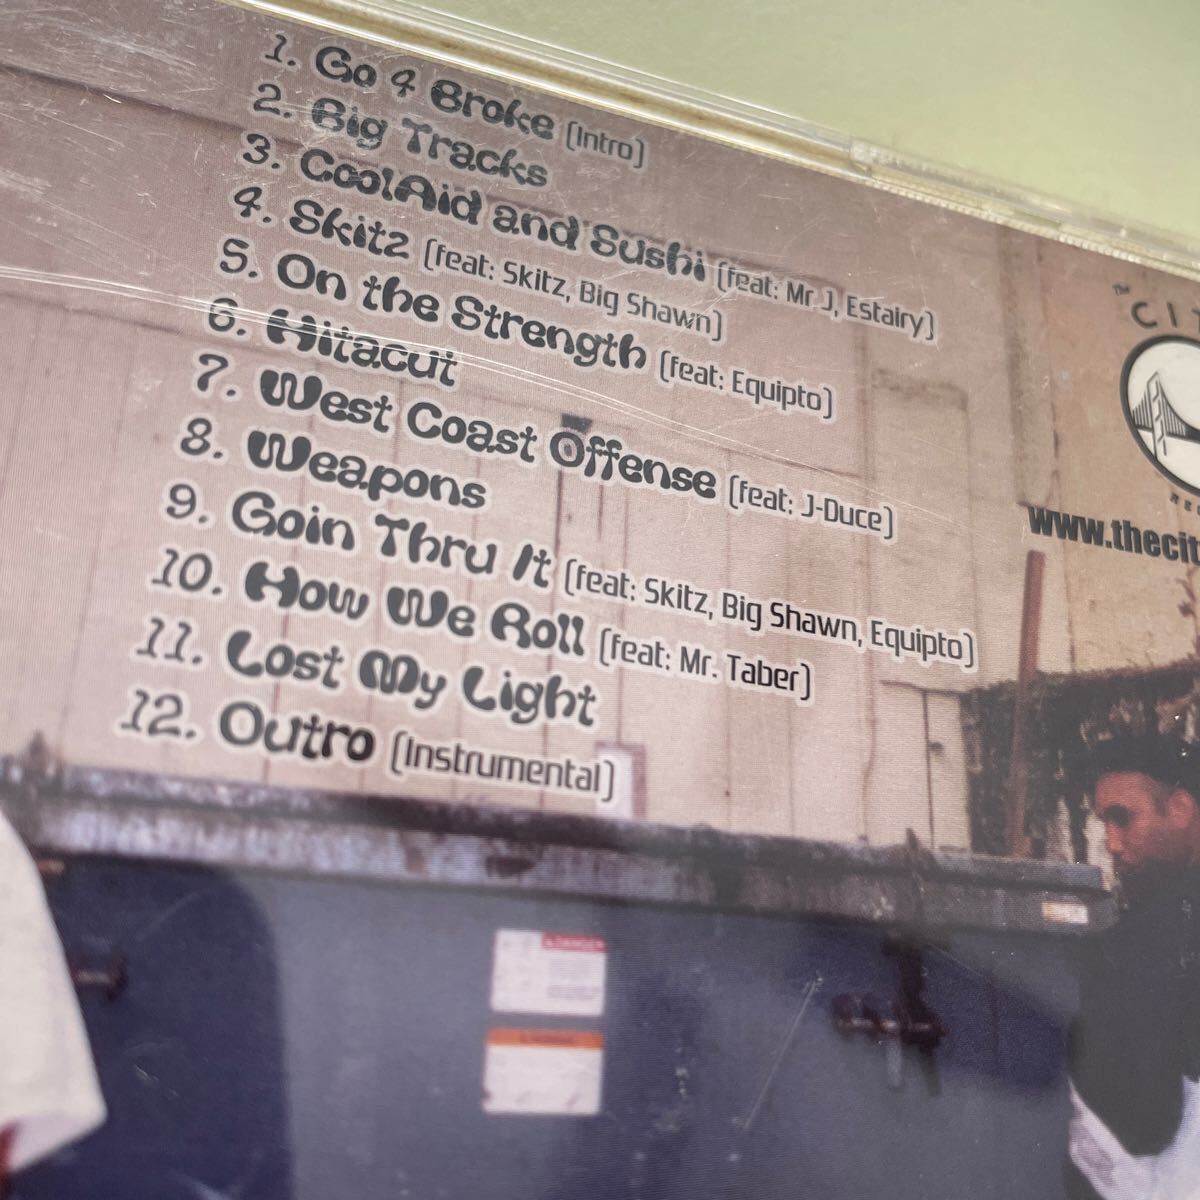 1. Go 4 Broke (Intro)
2. Big Tracks
3. CoolAid and Sushi (feat: Mr. J, Estairy)
4. Skitz (feat: Skitz, Big Shawn)
5. On the Strength (feat: Equipto)
6. Hitacut
7. West Coast Offense (feat: J-Duce)
8. Weapons
9. Goin Thru It (feat: Skitz, Big Shawn, Equipto)
10. How We Roll (feat: Mr. Taber)
11. Lost My Light
12. Outro (Instrumental)
CIT
www.thecit
DANGER